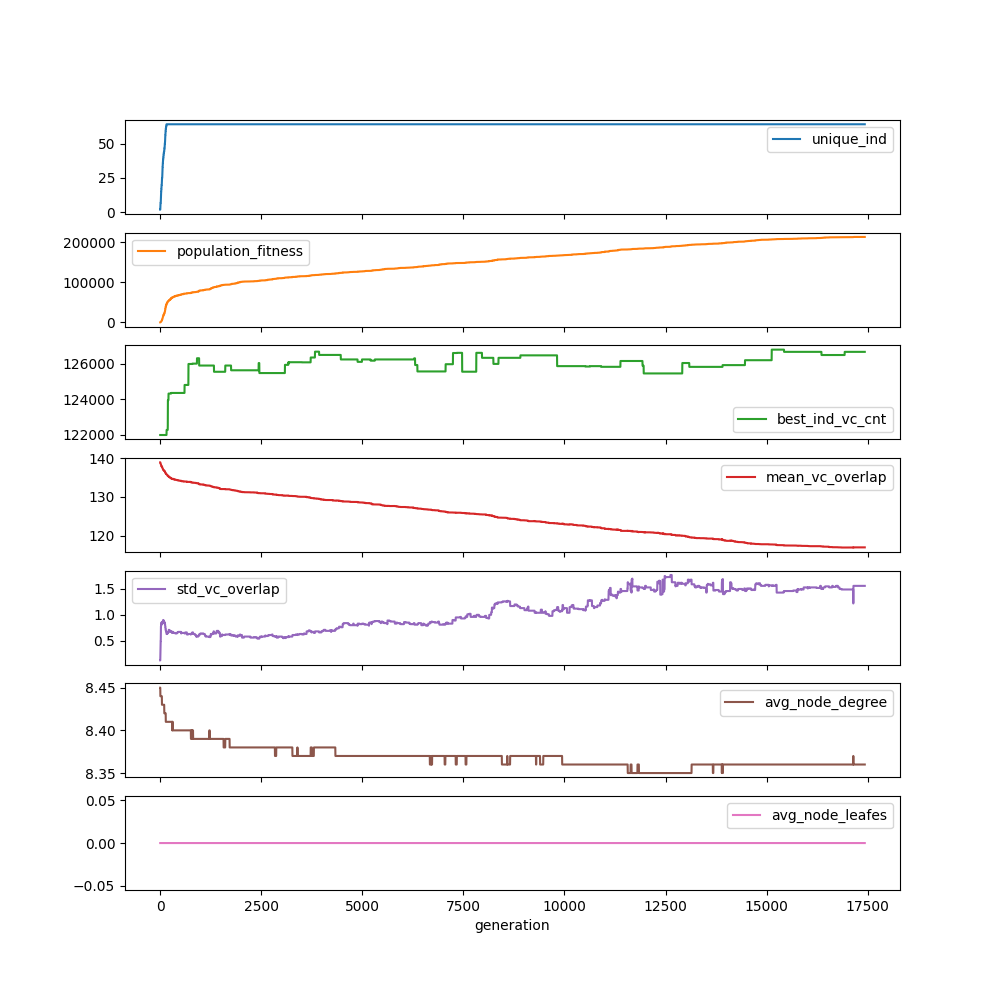 50
25
0
unique_ind
200000
100000
0
population_fitness
126000
124000
122000
best_ind_vc_cnt
140
130
120
mean_vc_overlap
1.5
1.0
0.5
std_vc_overlap
8.45
8.40
8.35
avg_node_degree
0.05
0.00
−0.05
avg_node_leafes
0 2500 5000 7500 10000 12500 15000 17500
generation